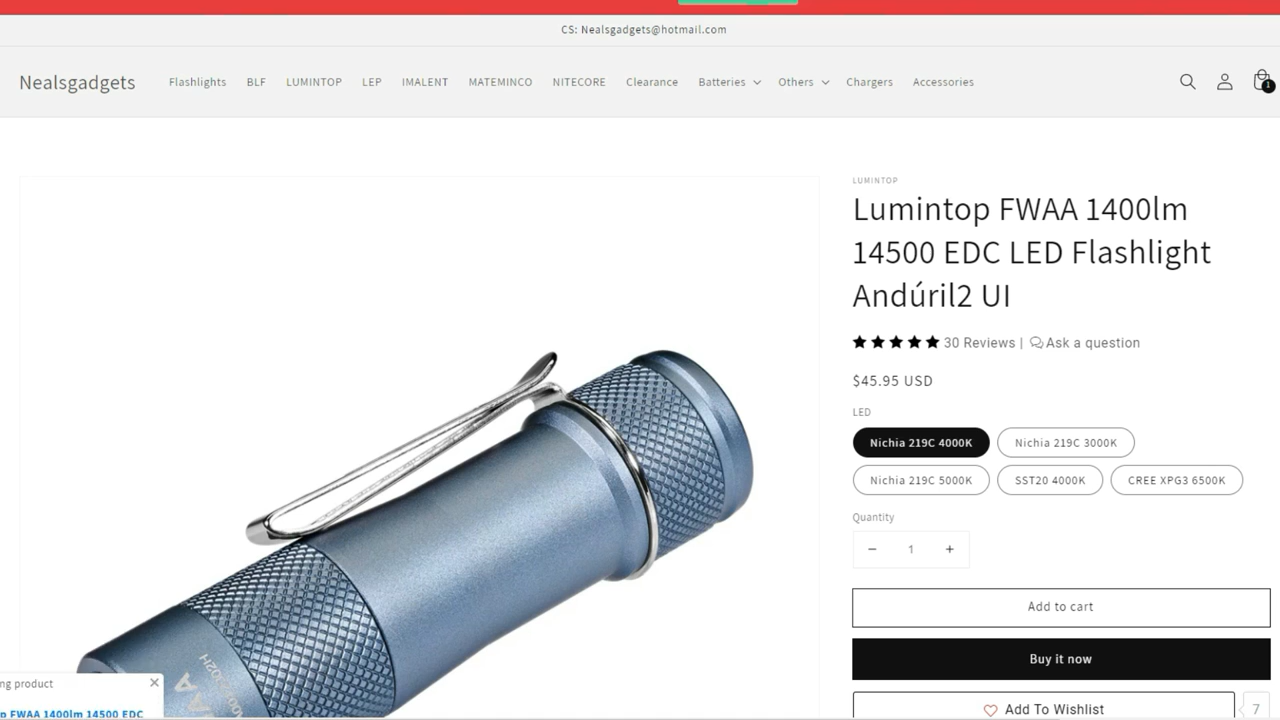 CS: Nealsgadgets@hotmail.com
Nealsgadgets Flashlights BLF LUMINTOP LEP IMALENT MATEMINCO NITECORE Clearance Batteries Others Chargers Accessories 1
LUMINTOP
Lumintop FWAA 1400lm
14500 EDC LED Flashlight
Andúril2 UI
30 Reviews | Ask a question
$45.95 USD
LED
Nichia 219C 4000K Nichia 219C 3000K
Nichia 219C 5000K SST20 4000K CREE XPG3 6500K
Quantity
− 1 +
Add to cart
Buy it now
Add To Wishlist 7
ng product
p FWAA 1400lm 14500 EDC